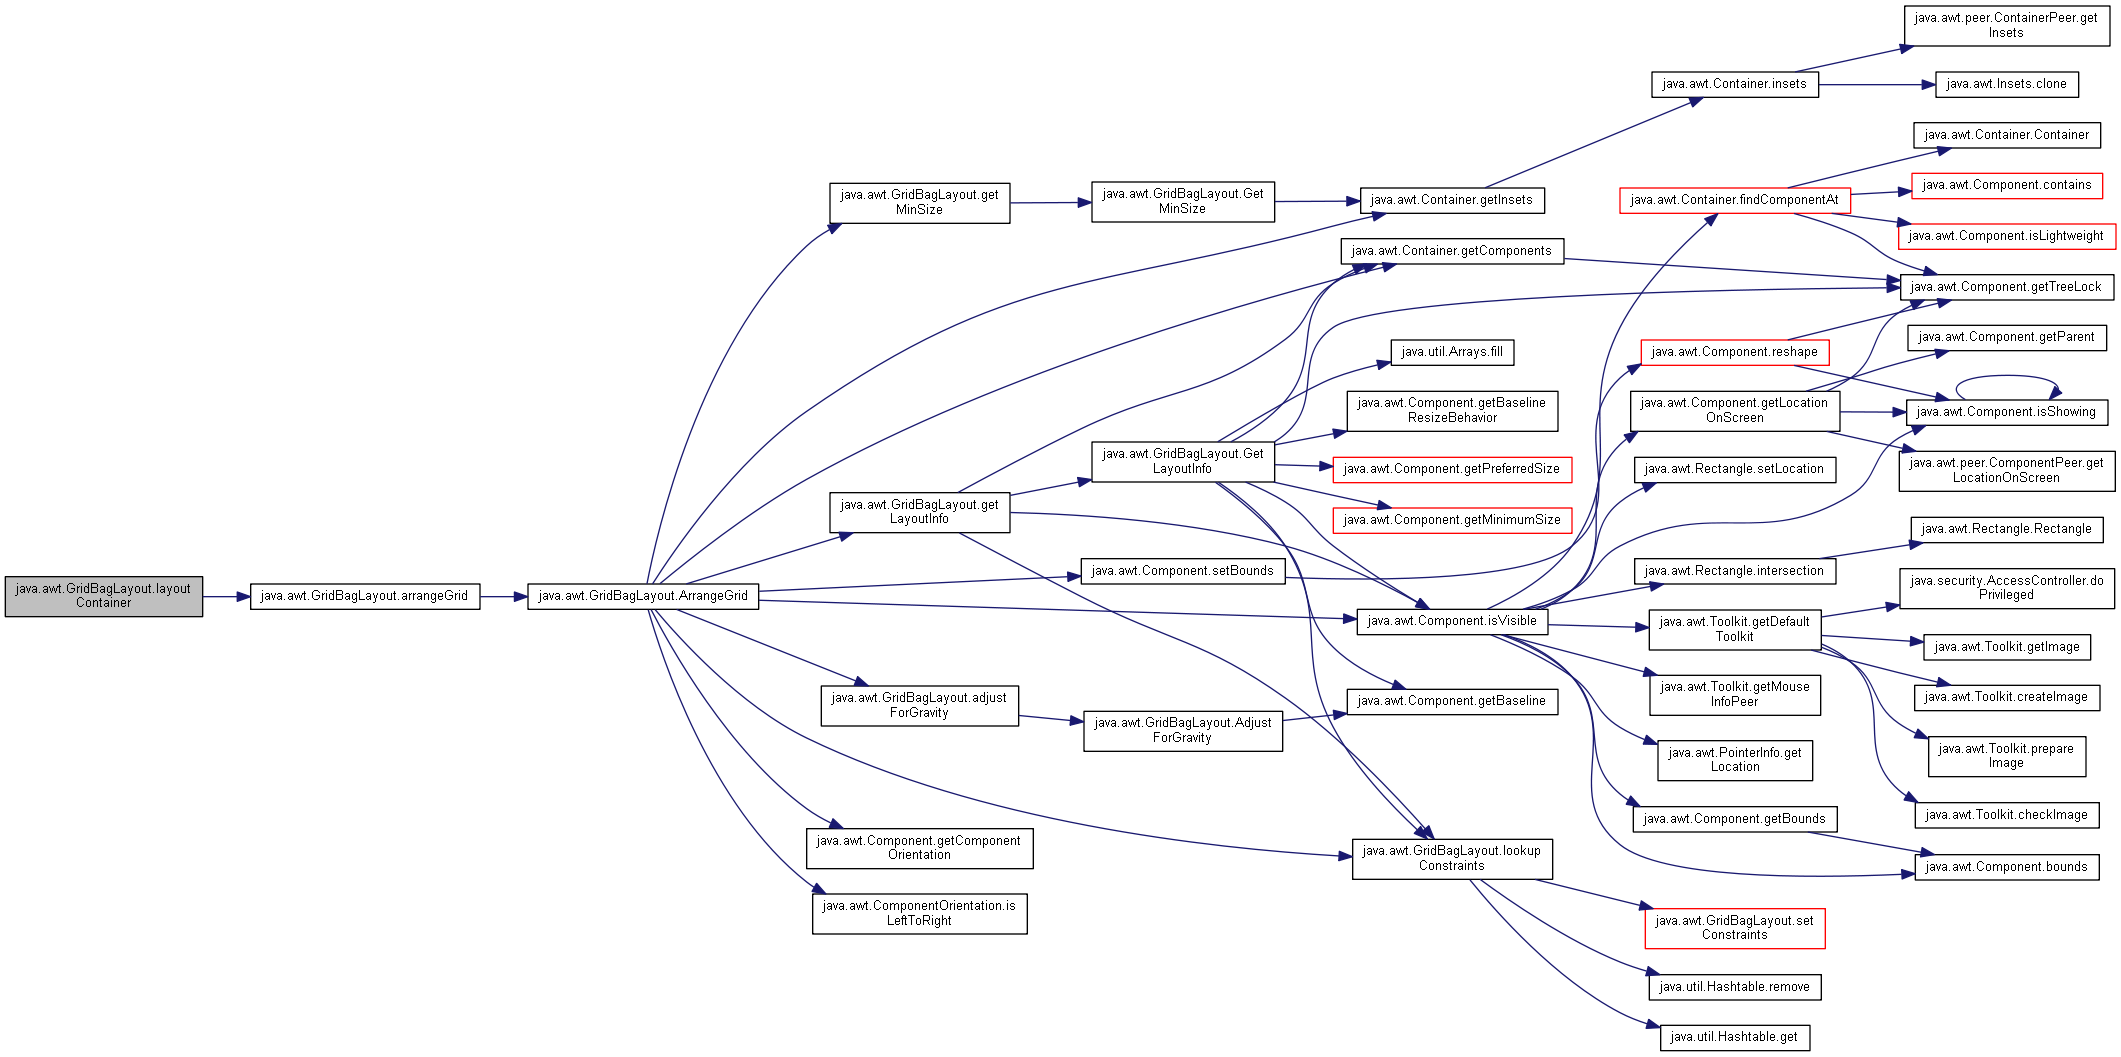 java.awt.GridBagLayout.layout
Container
java.awt.GridBagLayout.arrangeGrid
java.awt.GridBagLayout.ArrangeGrid
java.awt.GridBagLayout.get
MinSize
java.awt.GridBagLayout.get
LayoutInfo
java.awt.GridBagLayout.adjust
ForGravity
java.awt.Component.getComponent
Orientation
java.awt.ComponentOrientation.is
LeftToRight
java.awt.GridBagLayout.Get
MinSize
java.awt.GridBagLayout.Get
LayoutInfo
java.awt.Component.setBounds
java.awt.GridBagLayout.Adjust
ForGravity
java.awt.Container.getInsets
java.awt.Container.getComponents
java.util.Arrays.fill
java.awt.Component.getBaseline
ResizeBehavior
java.awt.Component.getPreferredSize
java.awt.Component.getMinimumSize
java.awt.Component.isVisible
java.awt.Component.getBaseline
java.awt.GridBagLayout.lookup
Constraints
java.awt.Container.insets
java.awt.Container.findComponentAt
java.awt.Component.reshape
java.awt.Component.getLocation
OnScreen
java.awt.Rectangle.setLocation
java.awt.Rectangle.intersection
java.awt.Toolkit.getDefault
Toolkit
java.awt.Toolkit.getMouse
InfoPeer
java.awt.PointerInfo.get
Location
java.awt.Component.getBounds
java.awt.GridBagLayout.set
Constraints
java.util.Hashtable.remove
java.util.Hashtable.get
java.awt.peer.ContainerPeer.get
Insets
java.awt.Insets.clone
java.awt.Container.Container
java.awt.Component.contains
java.awt.Component.isLightweight
java.awt.Component.getTreeLock
java.awt.Component.getParent
java.awt.Component.isShowing
java.awt.peer.ComponentPeer.get
LocationOnScreen
java.awt.Rectangle.Rectangle
java.security.AccessController.do
Privileged
java.awt.Toolkit.getImage
java.awt.Toolkit.createImage
java.awt.Toolkit.prepare
Image
java.awt.Toolkit.checkImage
java.awt.Component.bounds